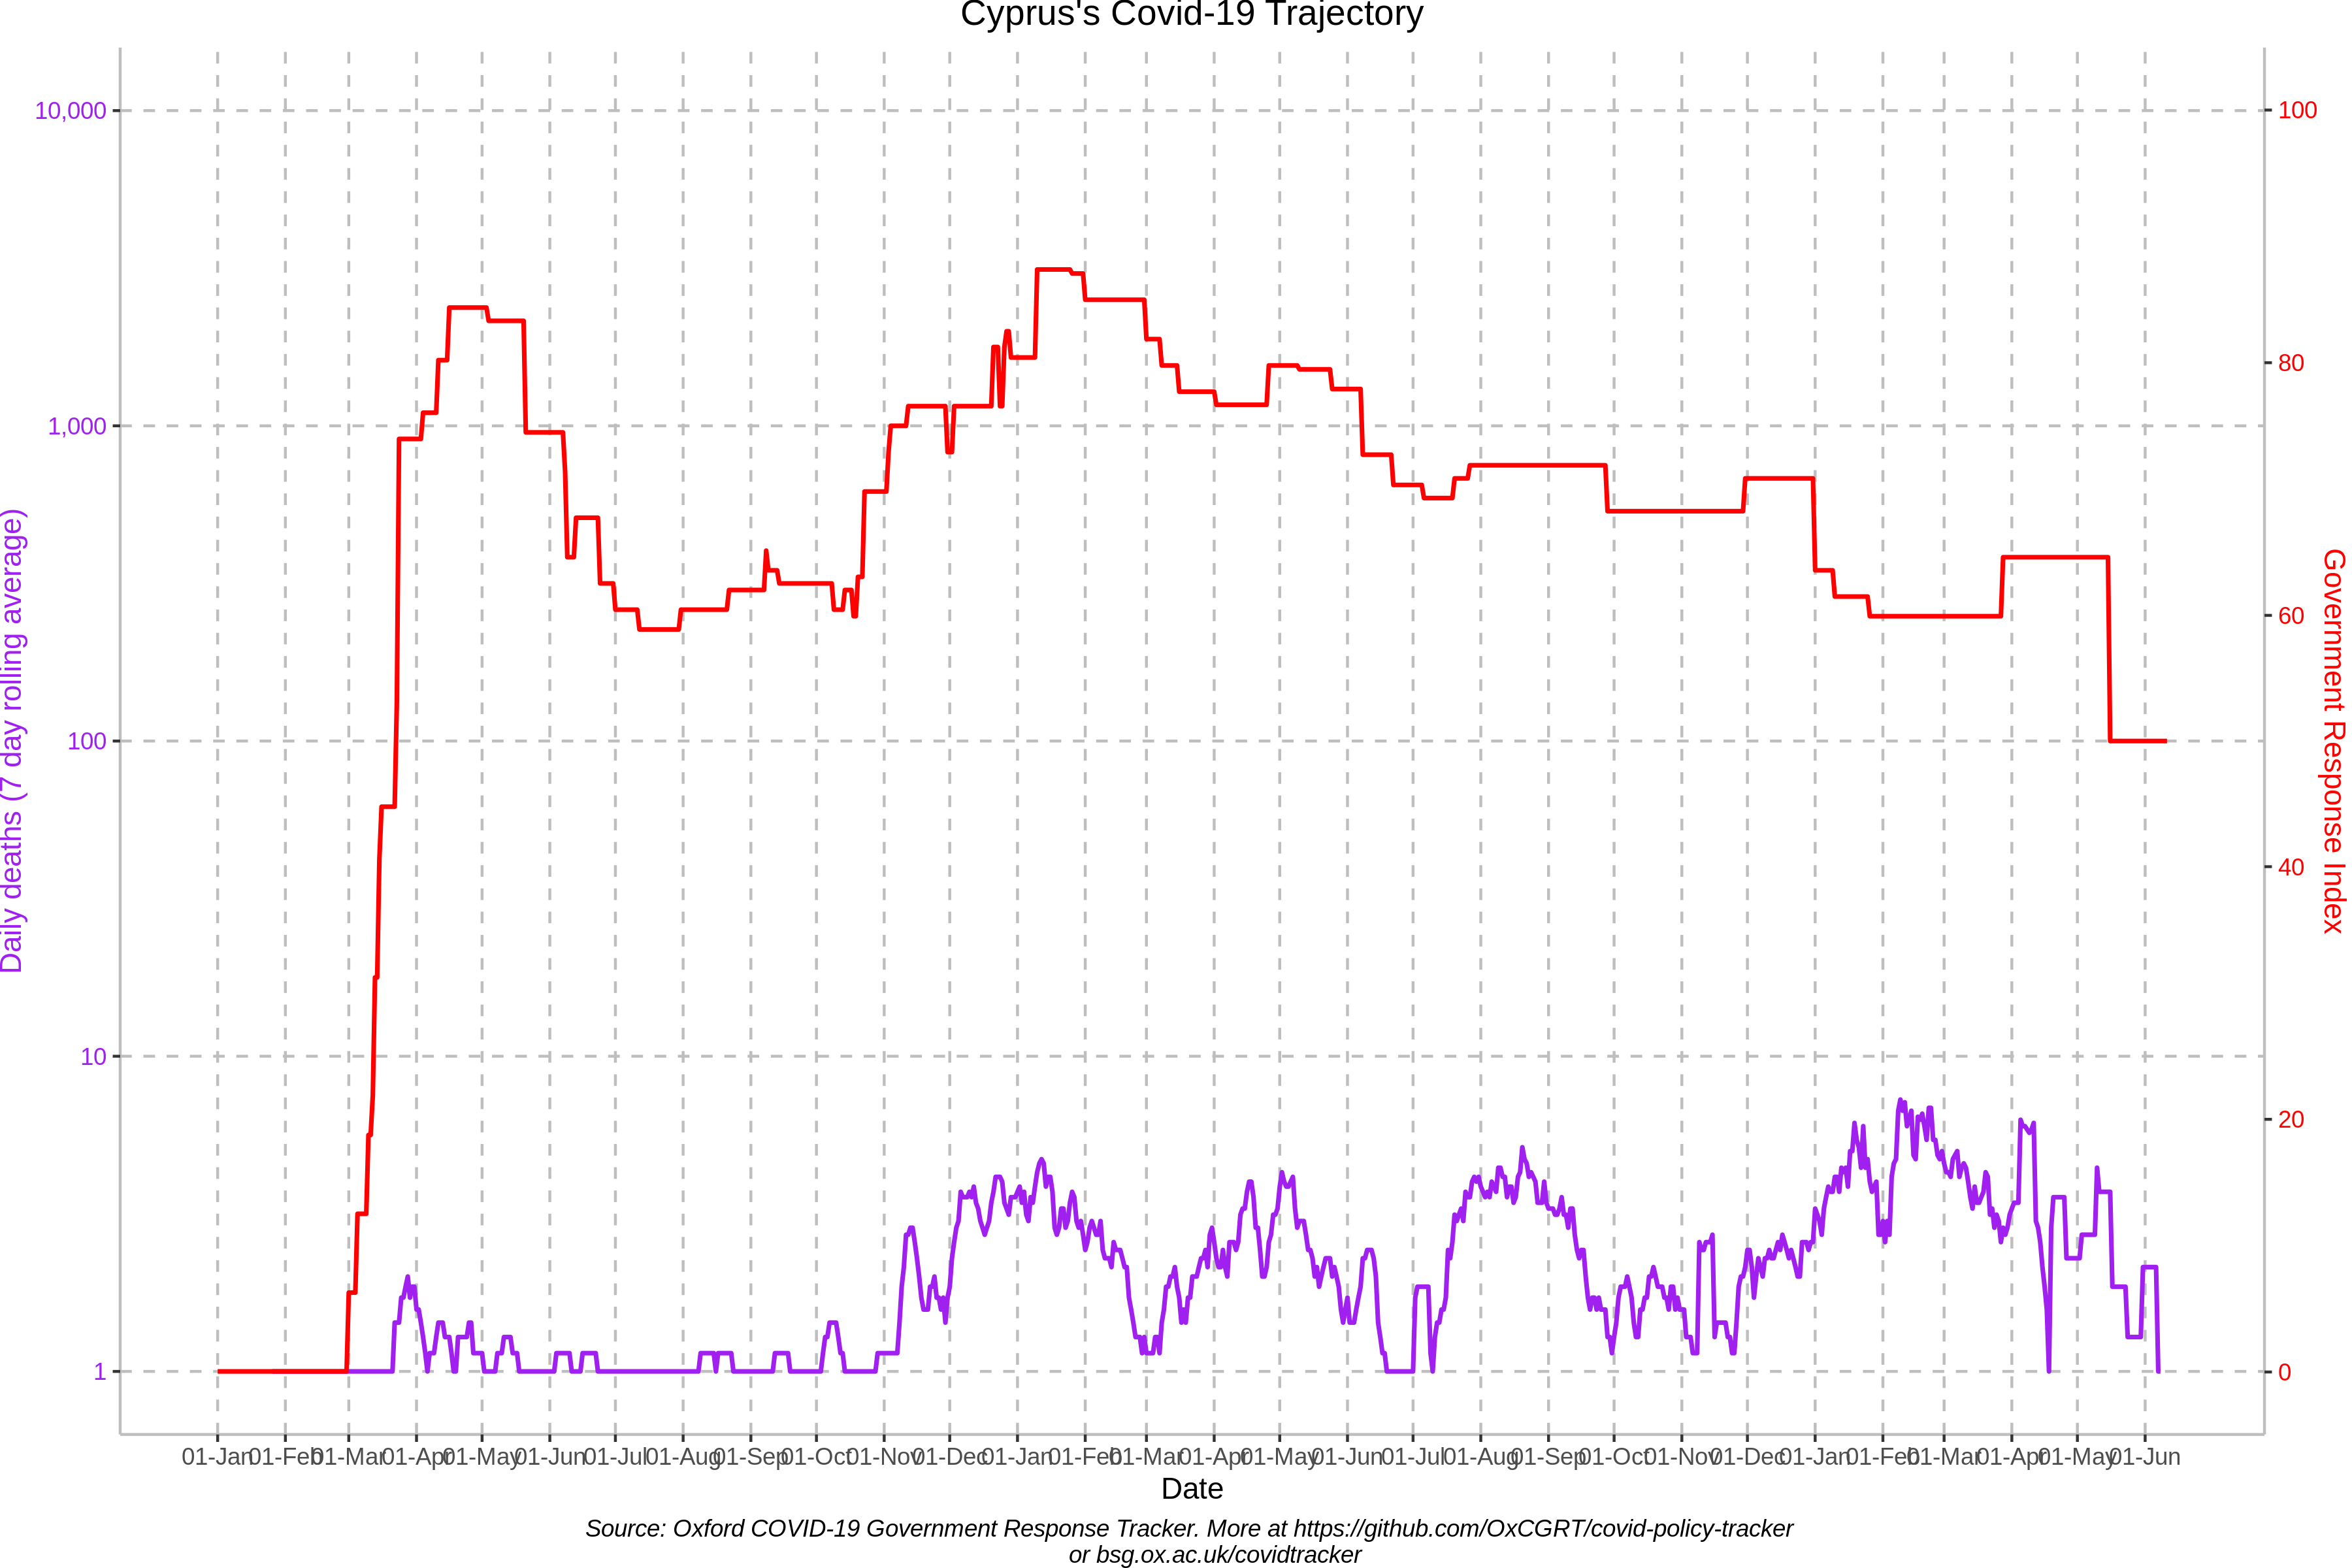 Cyprus's Covid-19 Trajectory
10,000
1,000
100
10
1
Daily deaths (7 day rolling average)
100
80
60
40
20
0
Government Response Index
01-Jan 01-Feb 01-Mar 01-Apr 01-May 01-Jun 01-Jul 01-Aug 01-Sep 01-Oct 01-Nov 01-Dec 01-Jan 01-Feb 01-Mar 01-Apr 01-May 01-Jun 01-Jul 01-Aug 01-Sep 01-Oct 01-Nov 01-Dec 01-Jan 01-Feb 01-Mar 01-Apr 01-May 01-Jun
Date
Source: Oxford COVID-19 Government Response Tracker. More at https://github.com/OxCGRT/covid-policy-tracker
or bsg.ox.ac.uk/covidtracker